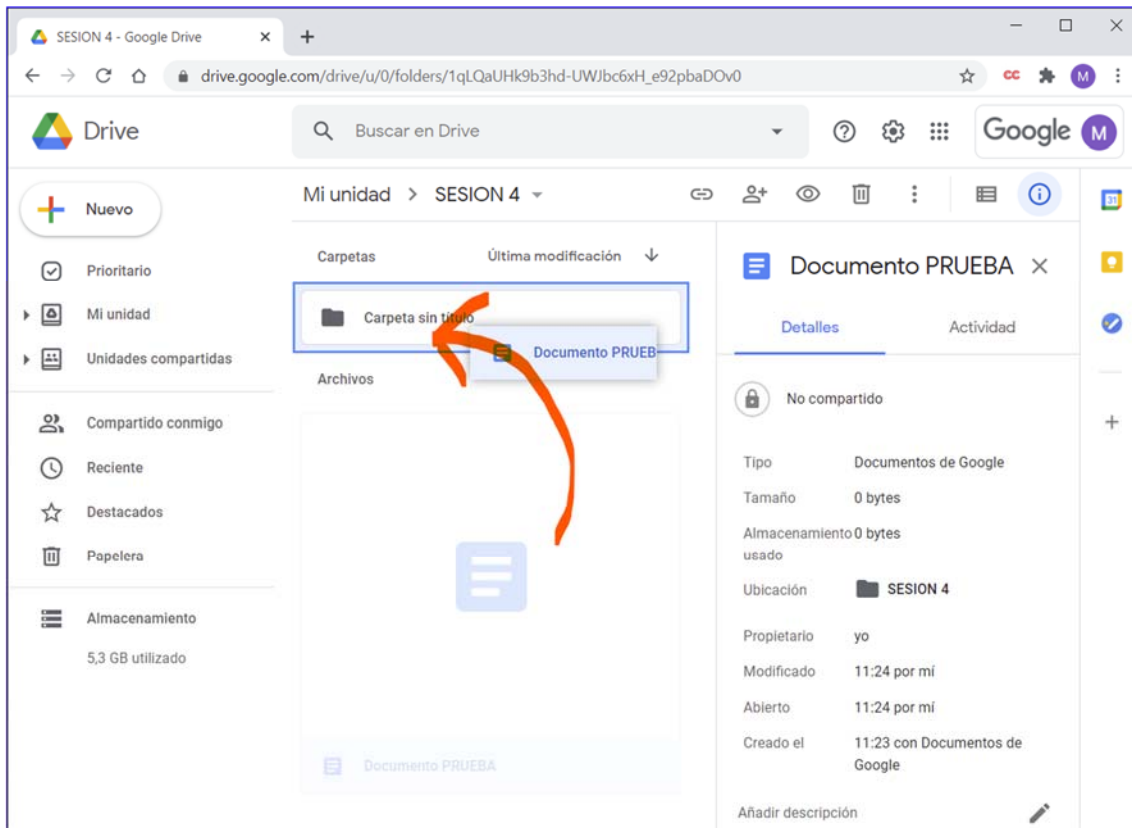 SESION 4 - Google Drive
drive.google.com/drive/u/0/folders/1qLQaUHk9b3hd-UWJbc6xH_e92pbaDOv0
cc
M
Drive
Buscar en Drive
Google
M
Nuevo
Prioritario
Mi unidad
Unidades compartidas
Compartido conmigo
Reciente
Destacados
Papelera
Almacenamiento
5,3 GB utilizado
Mi unidad > SESION 4
Carpetas
Última modificación
Carpeta sin título
Documento PRUEB
Archivos
Documento PRUEBA
Documento PRUEBA
Detalles
Actividad
No compartido
Tipo Documentos de Google
Tamaño 0 bytes
Almacenamiento 0 bytes
usado
Ubicación SESION 4
Propietario yo
Modificado 11:24 por mí
Abierto 11:24 por mí
Creado el 11:23 con Documentos de
Google
Añadir descripción
31